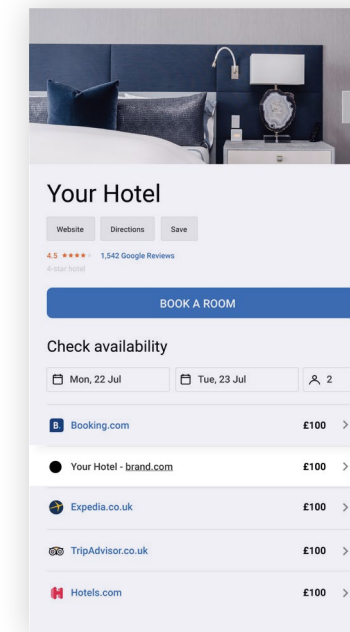 Your Hotel
Website Directions Save
4.5 1,542 Google Reviews
4-star hotel
BOOK A ROOM
Check availability
Mon, 22 Jul Tue, 23 Jul 2
B. Booking.com £100
Your Hotel - brand.com £100
Expedia.co.uk £100
TripAdvisor.co.uk £100
H Hotels.com £100